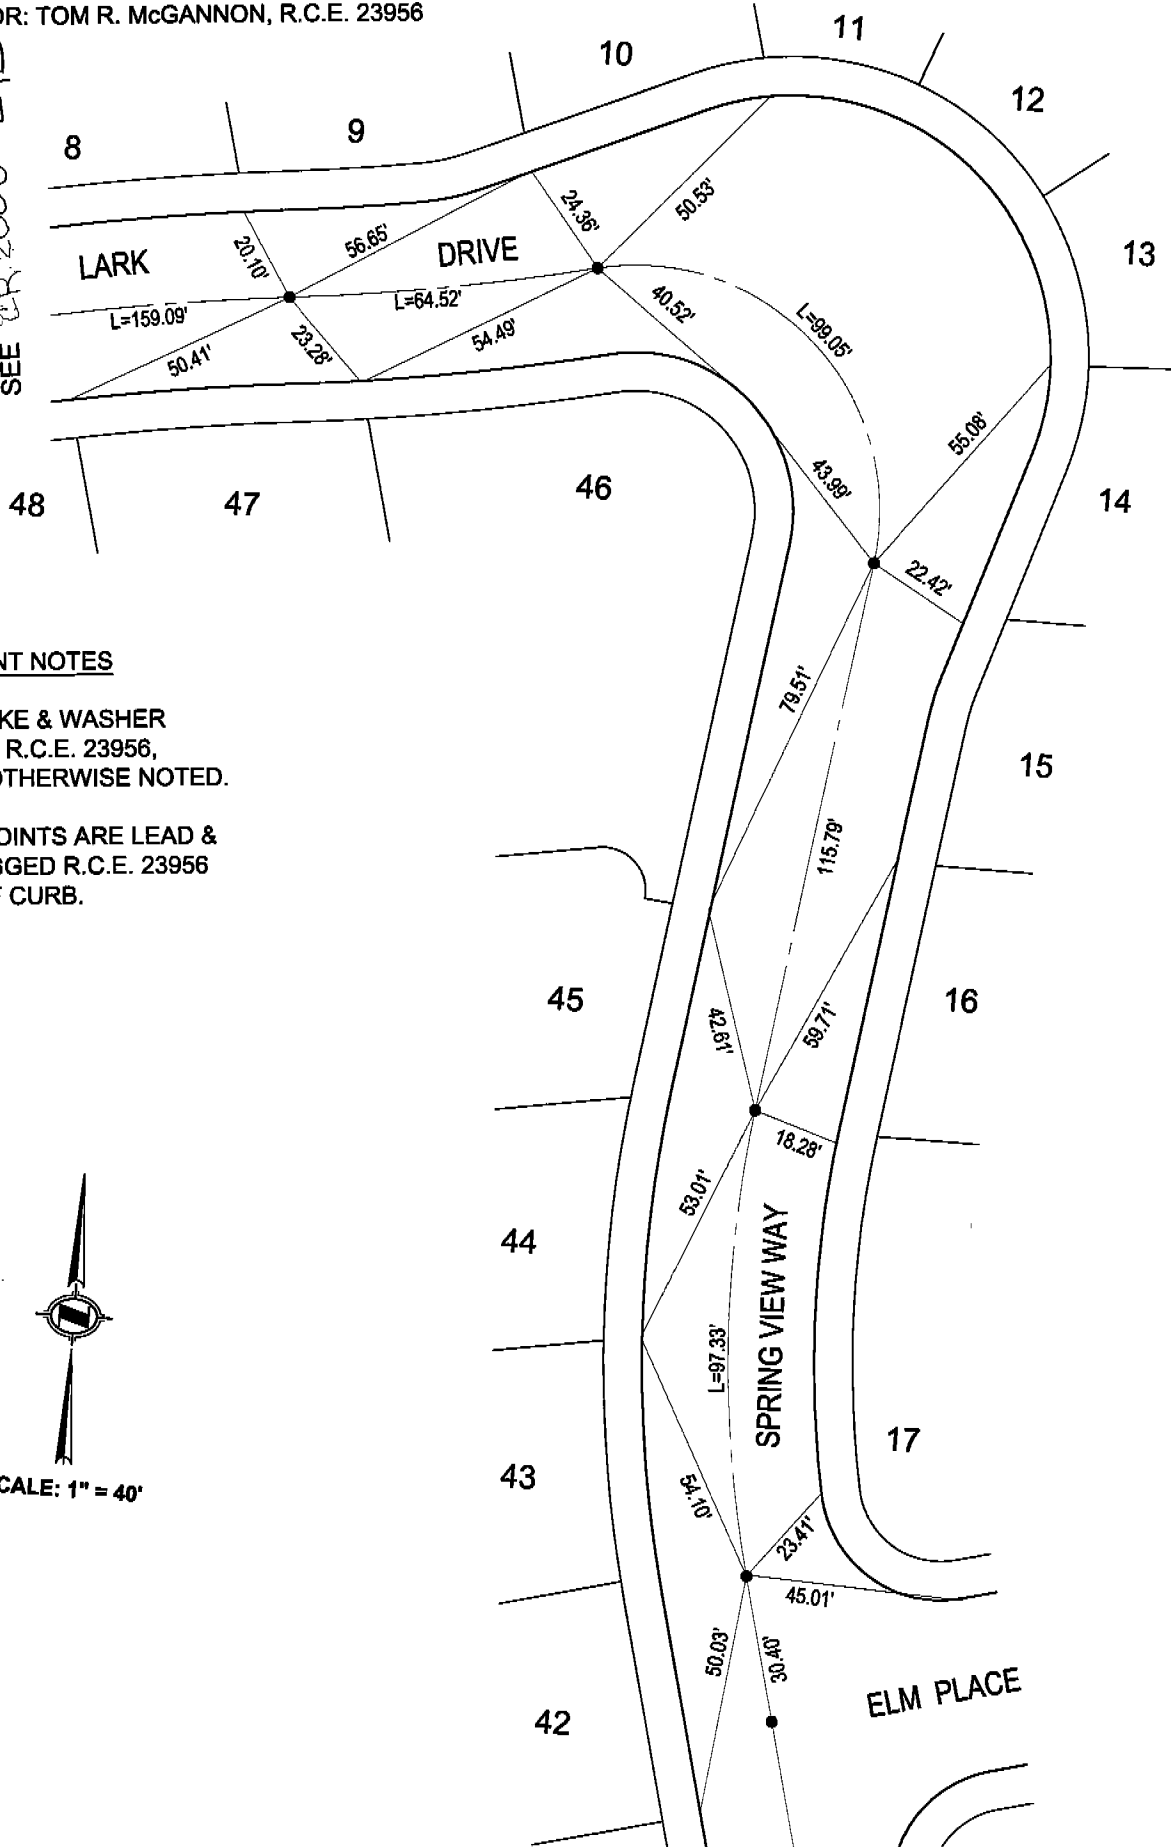 OR: TOM R. McGANNON, R.C.E. 23956
SEE
8
9
10
11
12
13
14
15
16
17
LARK DRIVE
20.10'
56.65'
24.36'
50.53'
L=159.09'
L=64.52'
40.52'
L=99.05'
50.41'
23.28'
54.49'
43.99'
55.08'
22.42'
48
47
46
NT NOTES
KE & WASHER
R.C.E. 23956,
OTHERWISE NOTED.
OINTS ARE LEAD &
GGED R.C.E. 23956
F CURB.
79.51'
115.79'
45
42.61'
59.71'
18.28'
44
53.01'
SPRING VIEW WAY
L=97.33'
43
CALE: 1" = 40'
54.10'
23.41'
45.01'
50.03'
30.40'
ELM PLACE
42